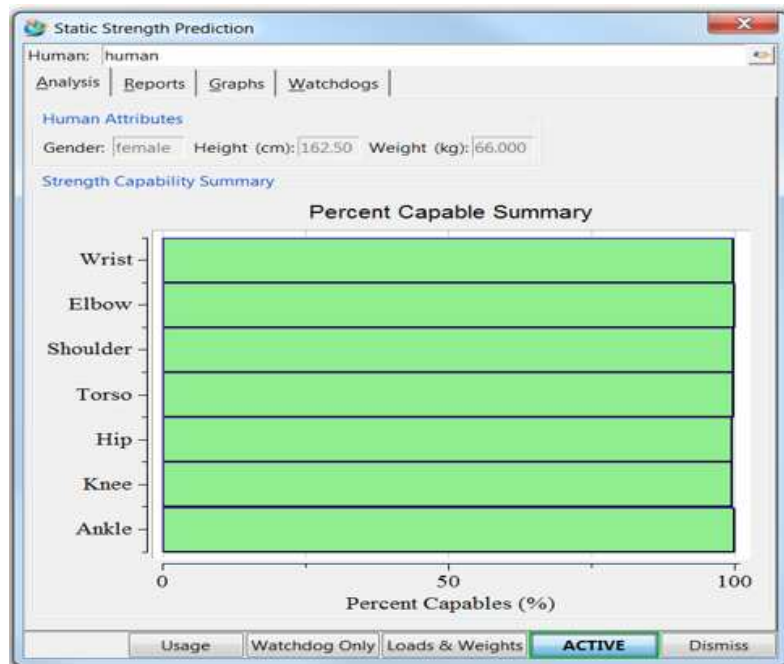 Static Strength Prediction
Human: human
Analysis Reports Graphs Watchdogs
Human Attributes
Gender: female Height (cm): 162.50 Weight (kg): 66.000
Strength Capability Summary
Percent Capable Summary
Wrist
Elbow
Shoulder
Torso
Hip
Knee
Ankle
0 50 100
Percent Capables (%)
Usage Watchdog Only Loads & Weights ACTIVE Dismiss